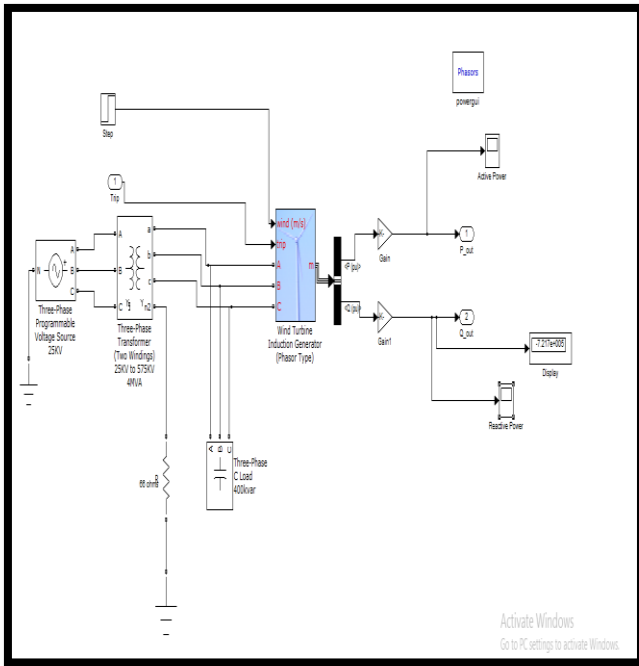 Phasors
powergui
Step
Active Power
1
Trip
wind (m/s)
trip
A
B
C
m
<P (pu)>
Gain
1
P_out
N
A
B
C
A
B
C
a
b
c
n2
Three-Phase
Programmable
Voltage Source
25KV
Three-Phase
Transformer
(Two Windings)
25KV to 575KV
4MVA
Wind Turbine
Induction Generator
(Phasor Type)
<Q (pu)>
Gain1
2
Q_out
-7.217e+005
Display
Reactive Power
A
B
C
Three-Phase
C Load
400kvar
66 ohms
Activate Windows
Go to PC settings to activate Windows.